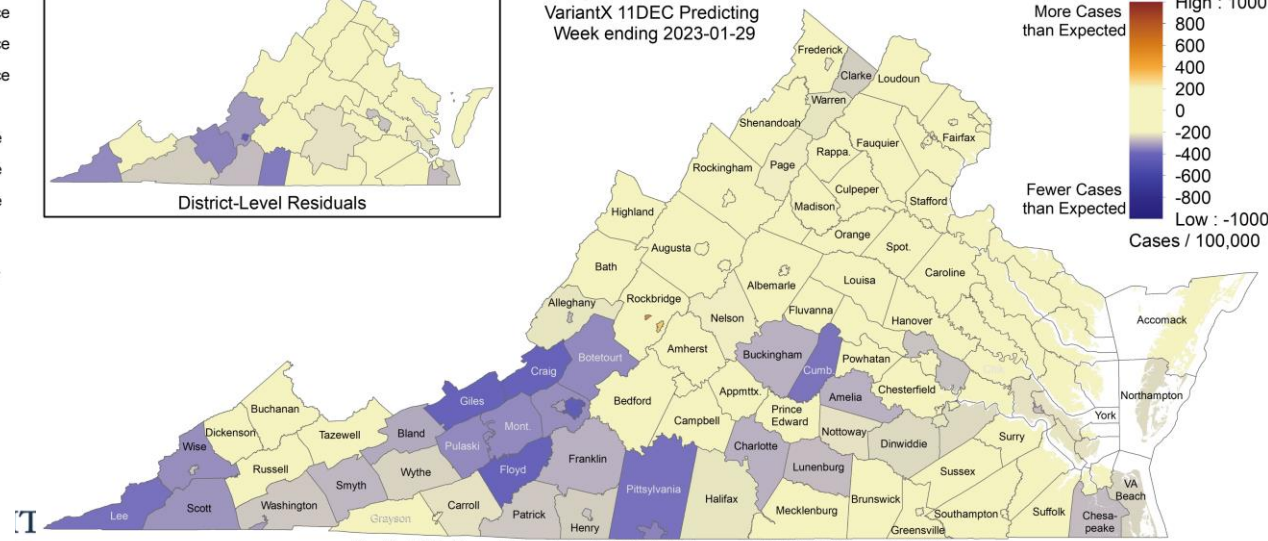 ce
ce
ce
District-Level Residuals
VariantX 11DEC Predicting
Week ending 2023-01-29
More Cases
than Expected
Fewer Cases
than Expected
High : 1000
800
600
400
200
0
-200
-400
-600
-800
Low : -1000
Cases / 100,000
Frederick
Clarke
Loudoun
Warren
Shenandoah
Fairfax
Fauquier
Rappa.
Page
Rockingham
Culpeper
Madison
Stafford
Highland
Orange
Spot.
Augusta
Bath
Albemarle
Louisa
Caroline
Alleghany
Rockbridge
Nelson
Fluvanna
Hanover
Accomack
Amherst
Buckingham
Botetourt
Craig
Cumb.
Powhatan
Appmttx.
Chesterfield
Northampton
Giles
Bedford
Amelia
Buchanan
Campbell
Prince
Edward
York
Dickenson
Tazewell
Bland
Mont.
Nottoway
Dinwiddie
Surry
Wise
Pulaski
Charlotte
Russell
Wythe
Floyd
Franklin
Lunenburg
Sussex
Smyth
Pittsylvania
Halifax
VA
Beach
Lee
Scott
Washington
Grayson
Carroll
Patrick
Henry
Mecklenburg
Brunswick
Greensville
Southampton
Suffolk
Chesa-
peake